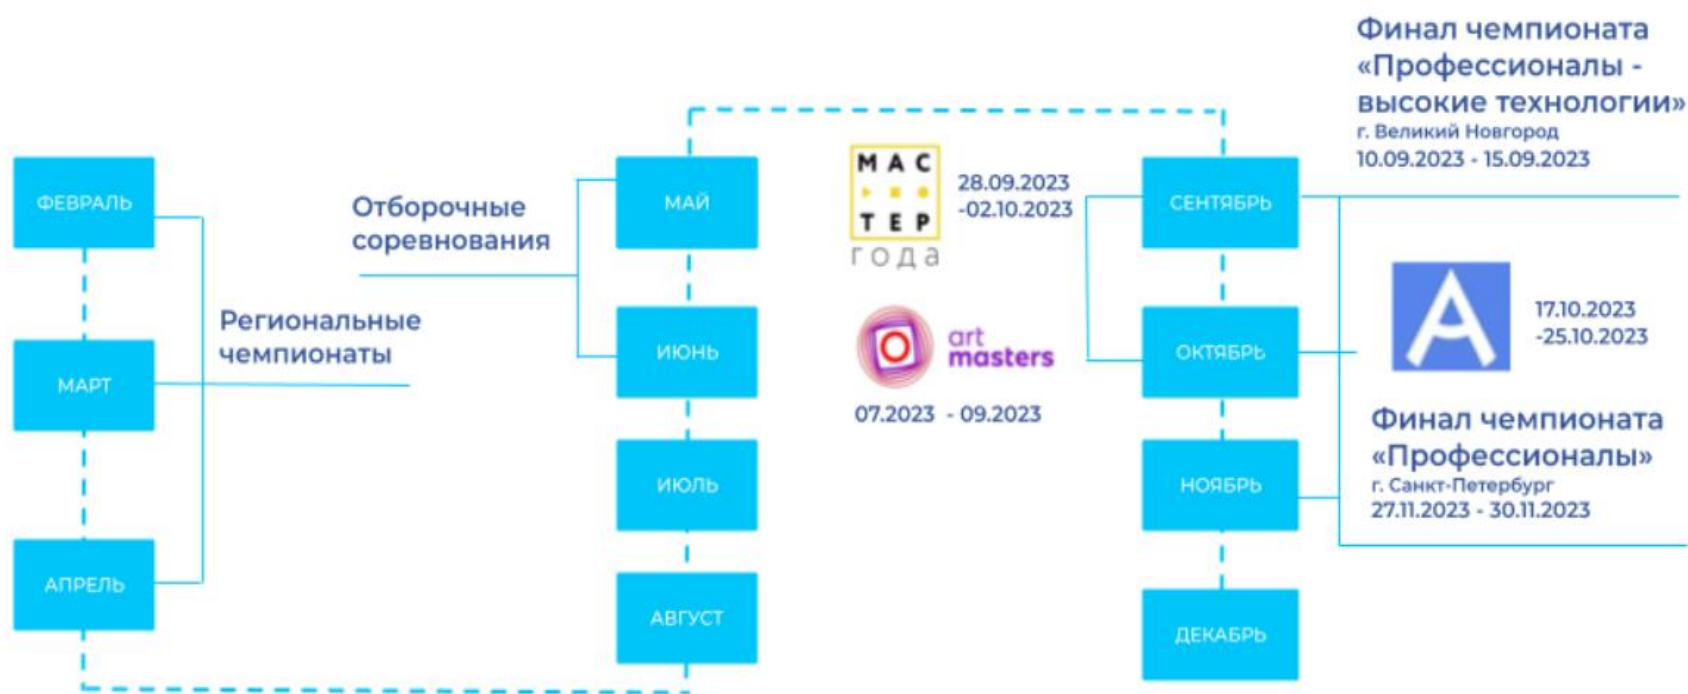 ФЕВРАЛЬ
МАРТ
АПРЕЛЬ
Региональные
чемпионаты
Отборочные
соревнования
МАЙ
ИЮНЬ
ИЮЛЬ
АВГУСТ
МАС
ТЕР
года
28.09.2023
-02.10.2023
art
masters
07.2023 - 09.2023
СЕНТЯБРЬ
ОКТЯБРЬ
НОЯБРЬ
ДЕКАБРЬ
Финал чемпионата
«Профессионалы -
высокие технологии»
г. Великий Новгород
10.09.2023 - 15.09.2023
А
17.10.2023
-25.10.2023
Финал чемпионата
«Профессионалы»
г. Санкт-Петербург
27.11.2023 - 30.11.2023